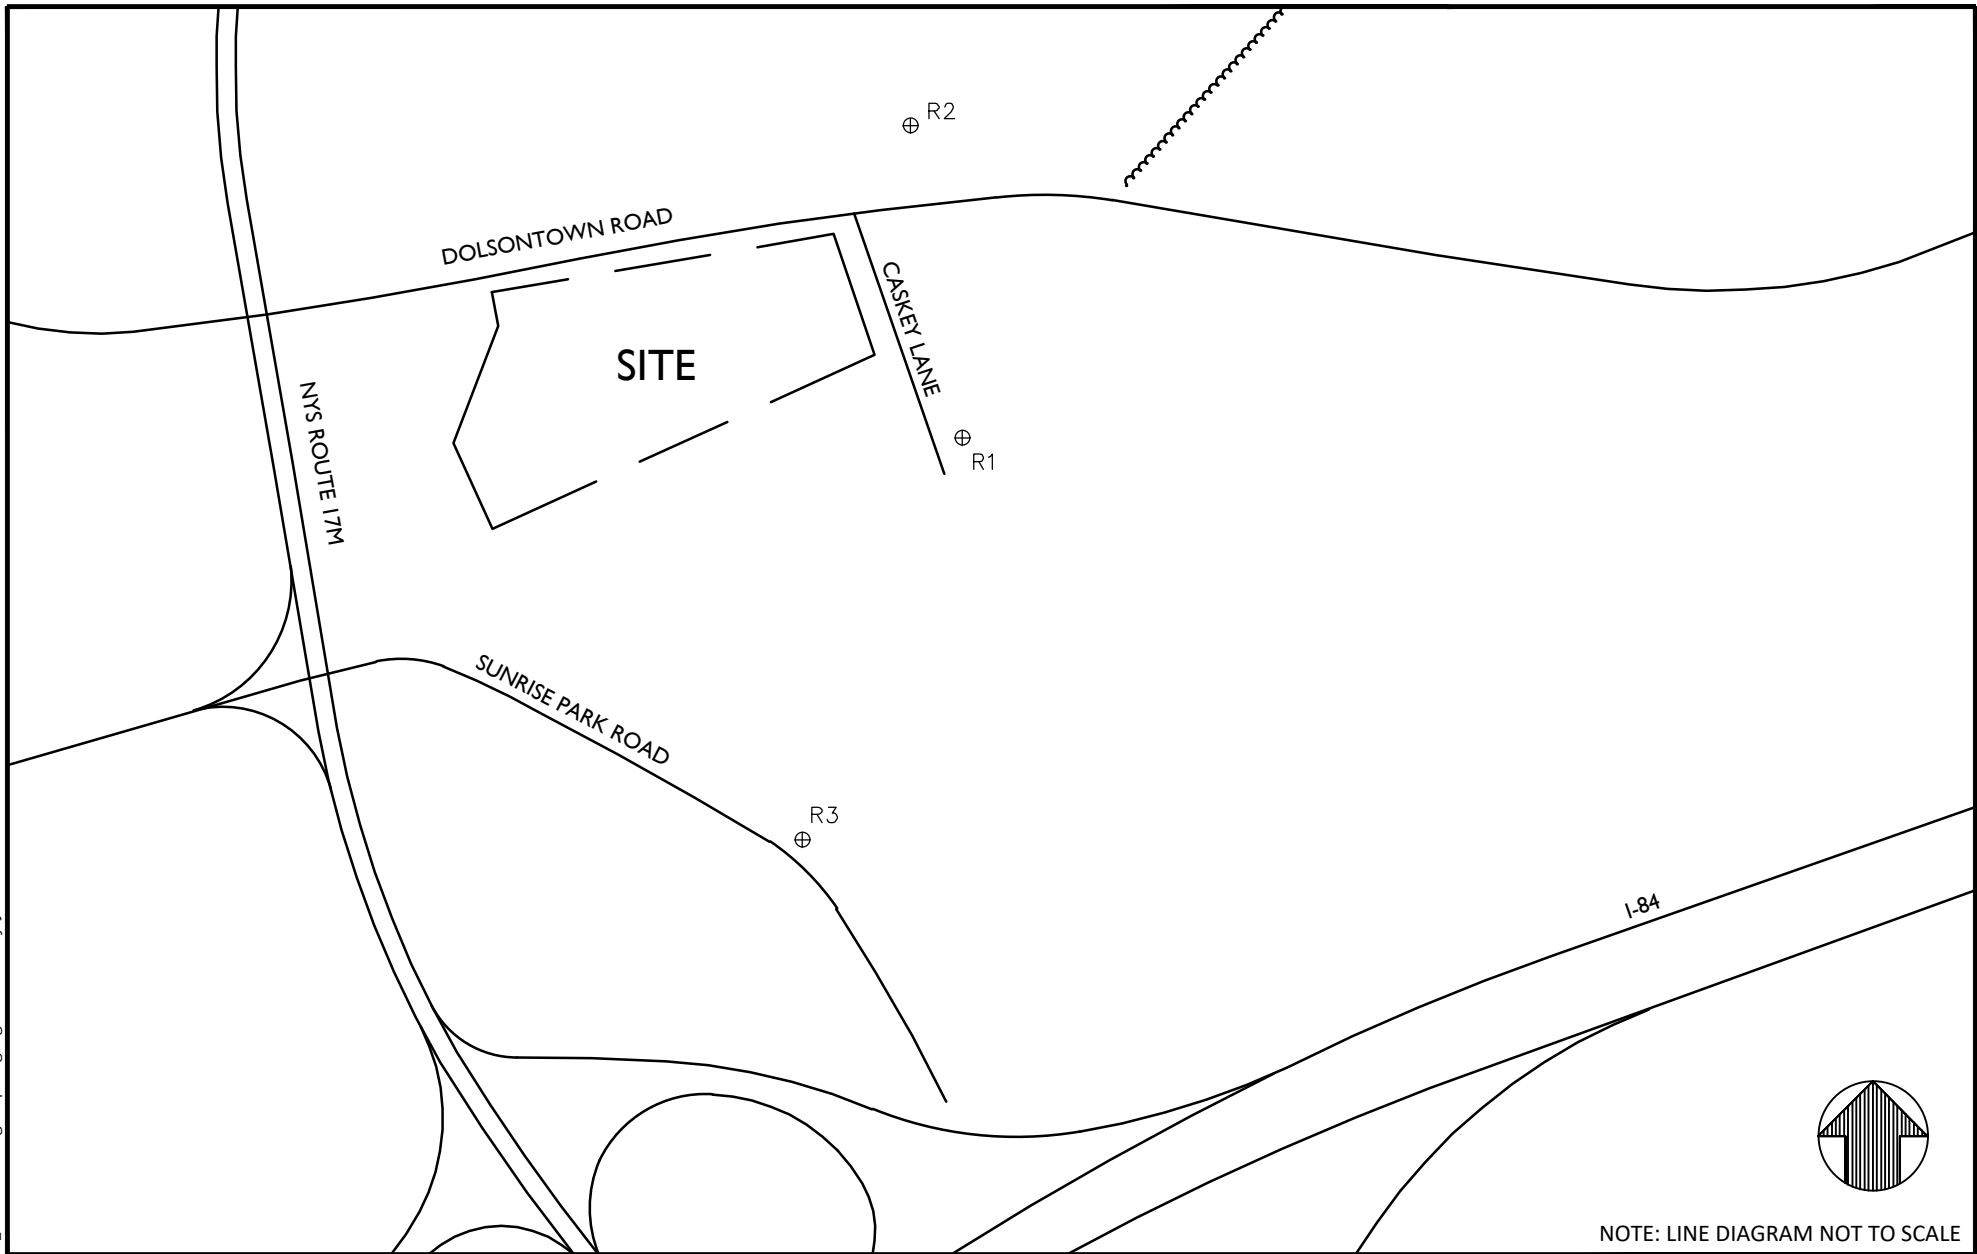 R2
DOLSONTOWN ROAD
CASKEY LANE
SITE
NYS ROUTE 17M
R1
SUNRISE PARK ROAD
R3
I-84
NOTE: LINE DIAGRAM NOT TO SCALE